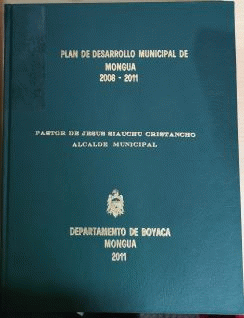 PLAN DE DESARROLLO MUNICIPAL DE
MONGUA
2008 - 2011
PASTOR DE JESUS SIAUCHU CRISTANCHO
ALCALDE MUNICIPAL
DEPARTAMENTO DE BOYACA
MONGUA
2011